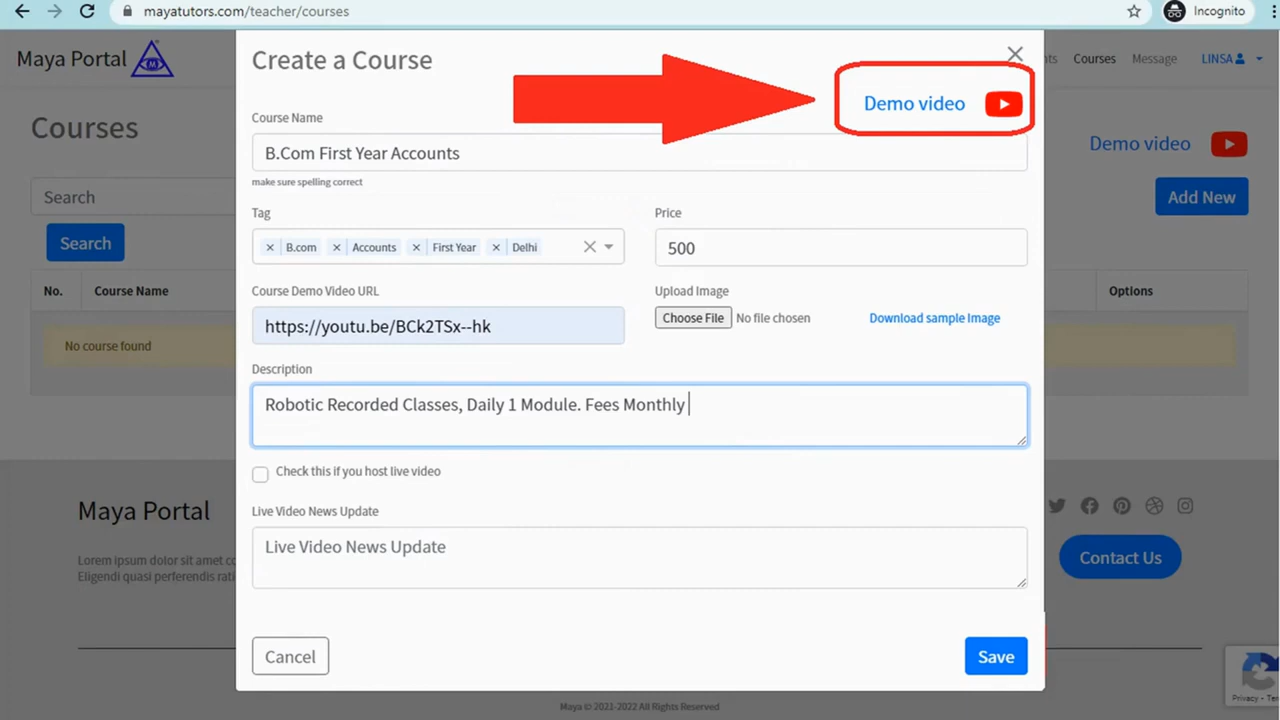 mayatutors.com/teacher/courses
Incognito
Maya Portal
Courses
Message
LINSA
Create a Course
Demo video
Courses
Demo video
Course Name
B.Com First Year Accounts
make sure spelling correct
Search
Add New
Tag
Price
B.com
Accounts
First Year
Delhi
500
Search
No.
Course Name
Course Demo Video URL
Upload Image
Options
https://youtu.be/BCk2TSx--hk
Choose File No file chosen
Download sample Image
No course found
Description
Robotic Recorded Classes, Daily 1 Module. Fees Monthly
Check this if you host live video
Maya Portal
Live Video News Update
Live Video News Update
Lorem ipsum dolor sit amet
Eligendi quasi perferendis
Contact Us
Cancel
Save
Privacy
Maya © 2021-2022 All Rights Reserved